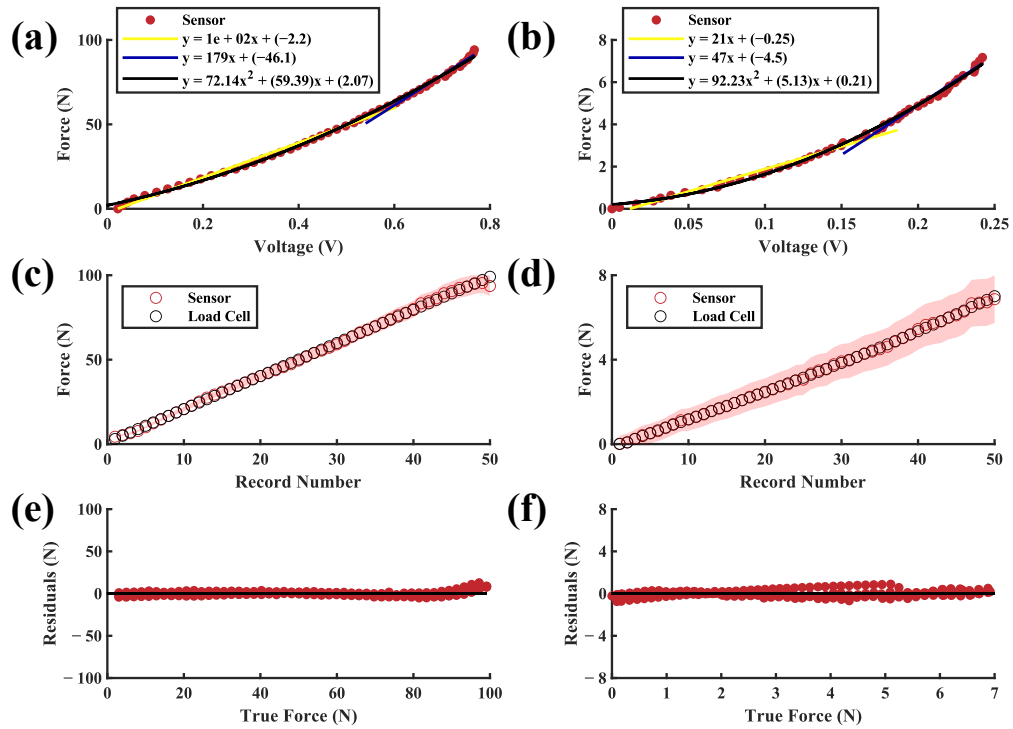 (a)
Sensor
y = 1e + 02x + (−2.2)
y = 179x + (−46.1)
y = 72.14x² + (59.39)x + (2.07)
100
50
0
Force (N)
0
0.2
0.4
0.6
0.8
Voltage (V)
(b)
Sensor
y = 21x + (−0.25)
y = 47x + (−4.5)
y = 92.23x² + (5.13)x + (0.21)
8
6
4
2
0
Force (N)
0
0.05
0.1
0.15
0.2
0.25
Voltage (V)
(c)
Sensor
Load Cell
100
50
0
Force (N)
0
10
20
30
40
50
Record Number
(d)
Sensor
Load Cell
8
4
0
Force (N)
0
10
20
30
40
50
Record Number
(e)
100
50
0
−50
−100
Residuals (N)
0
20
40
60
80
100
True Force (N)
(f)
8
4
0
−4
−8
Residuals (N)
0
1
2
3
4
5
6
7
True Force (N)